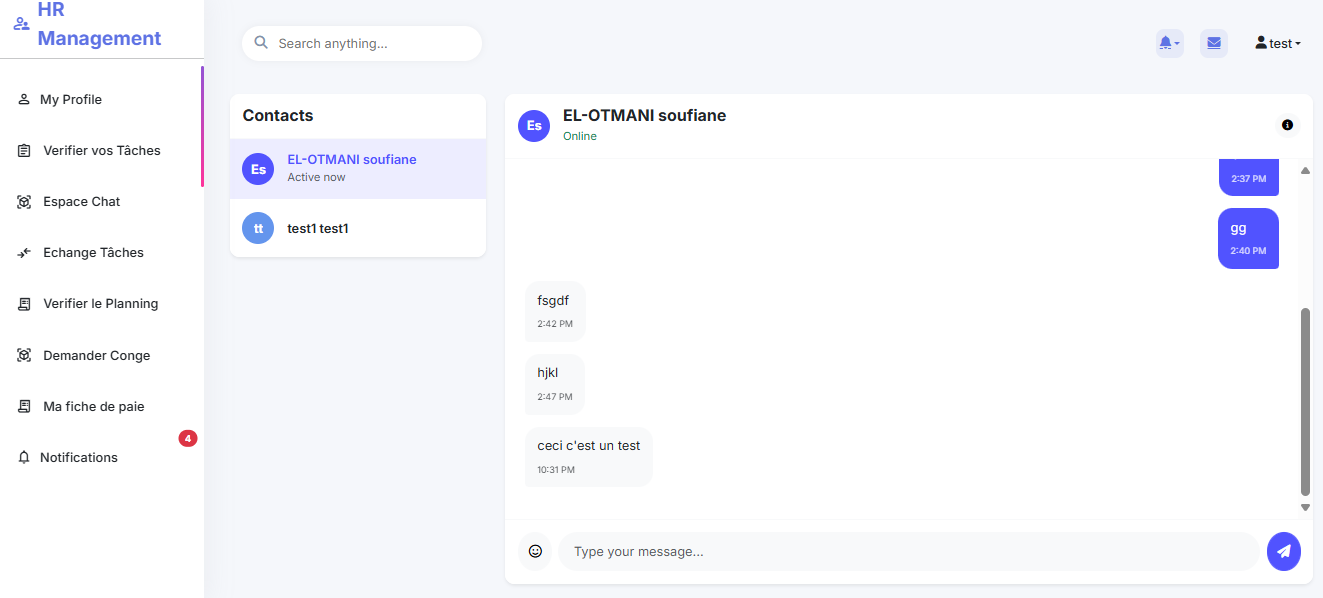 HR
Management
My Profile
Verifier vos Tâches
Espace Chat
Echange Tâches
Verifier le Planning
Demander Conge
Ma fiche de paie
4
Notifications
Search anything...
test
Contacts
Es
EL-OTMANI soufiane
Active now
tt
test1 test1
Es
EL-OTMANI soufiane
Online
2:37 PM
gg
2:40 PM
fsgdf
2:42 PM
hjkl
2:47 PM
ceci c'est un test
10:31 PM
Type your message...